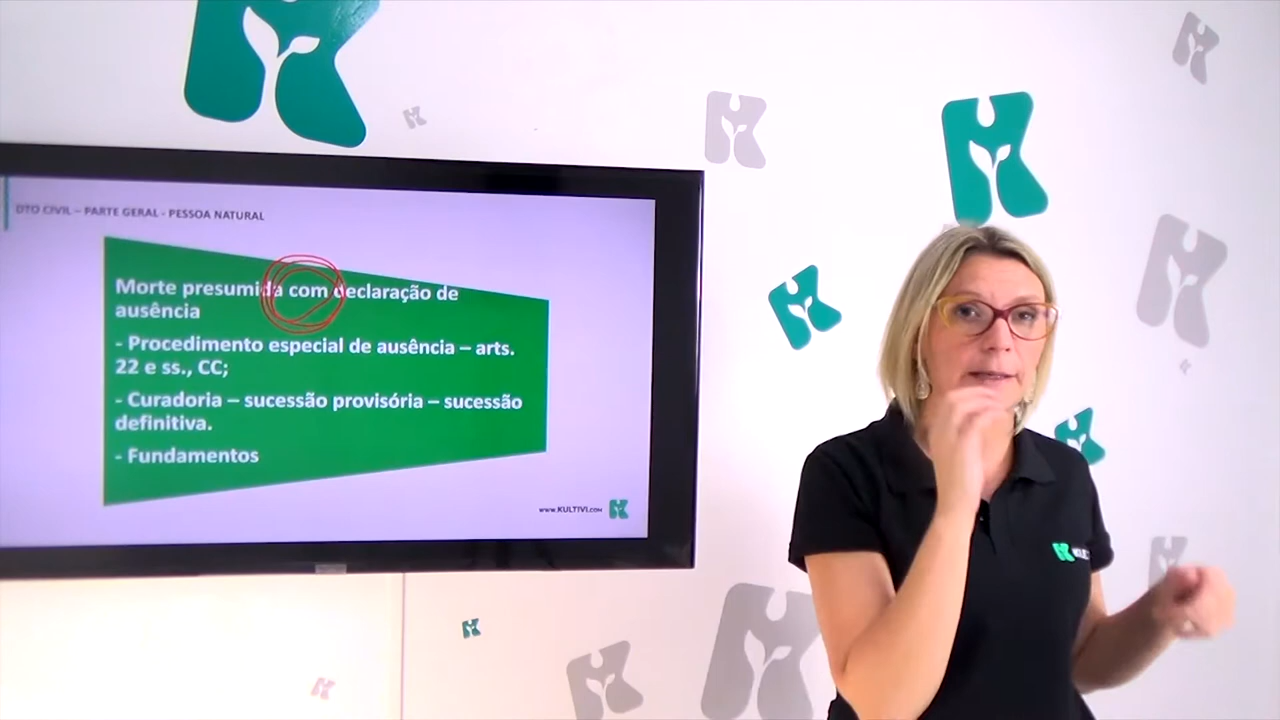 DTO CIVIL – PARTE GERAL - PESSOA NATURAL
Morte presumida com declaração de
ausência
- Procedimento especial de ausência – arts.
22 e ss., CC;
- Curadoria – sucessão provisória – sucessão
definitiva.
- Fundamentos
www.KULTIVI.COM